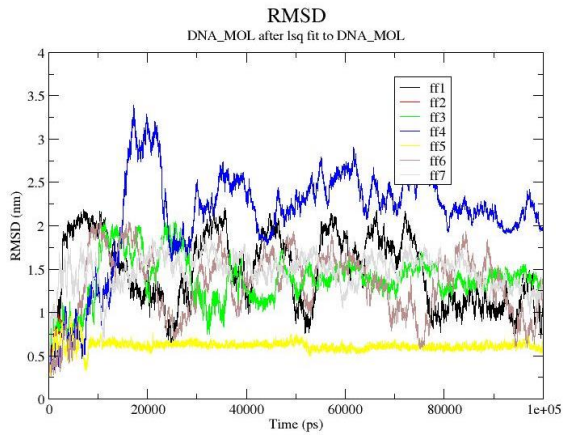 RMSD
DNA_MOL after lsq fit to DNA_MOL
4
3.5
3
2.5
2
1.5
1
0.5
0
RMSD (nm)
ff1
ff2
ff3
ff4
ff5
ff6
ff7
0 20000 40000 60000 80000 1e+05
Time (ps)